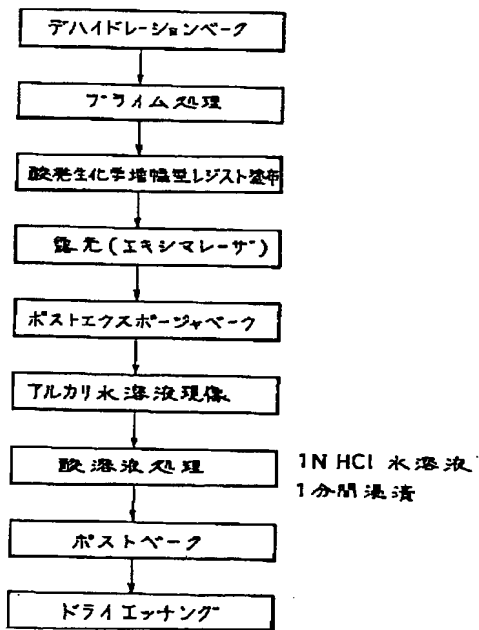 デハイドレーションベーク
プライム処理
酸発生化学増幅型レジスト塗布
露光(エキシマレーザ)
ポストエクスポージャベーク
アルカリ水溶液現像
酸溶液処理
1N HCl 水溶液
1分間浸漬
ポストベーク
ドライエッチング